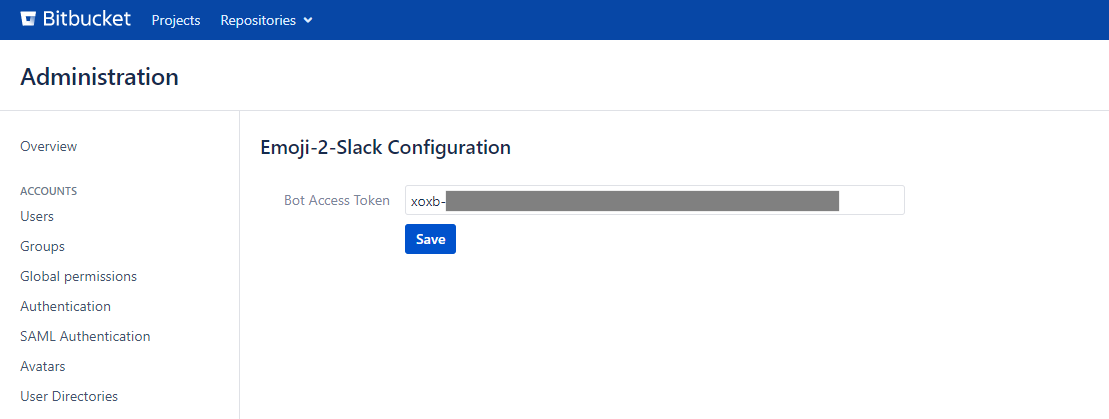 Bitbucket Projects Repositories
Administration
Overview
ACCOUNTS
Users
Groups
Global permissions
Authentication
SAML Authentication
Avatars
User Directories
Emoji-2-Slack Configuration
Bot Access Token xoxb-
Save